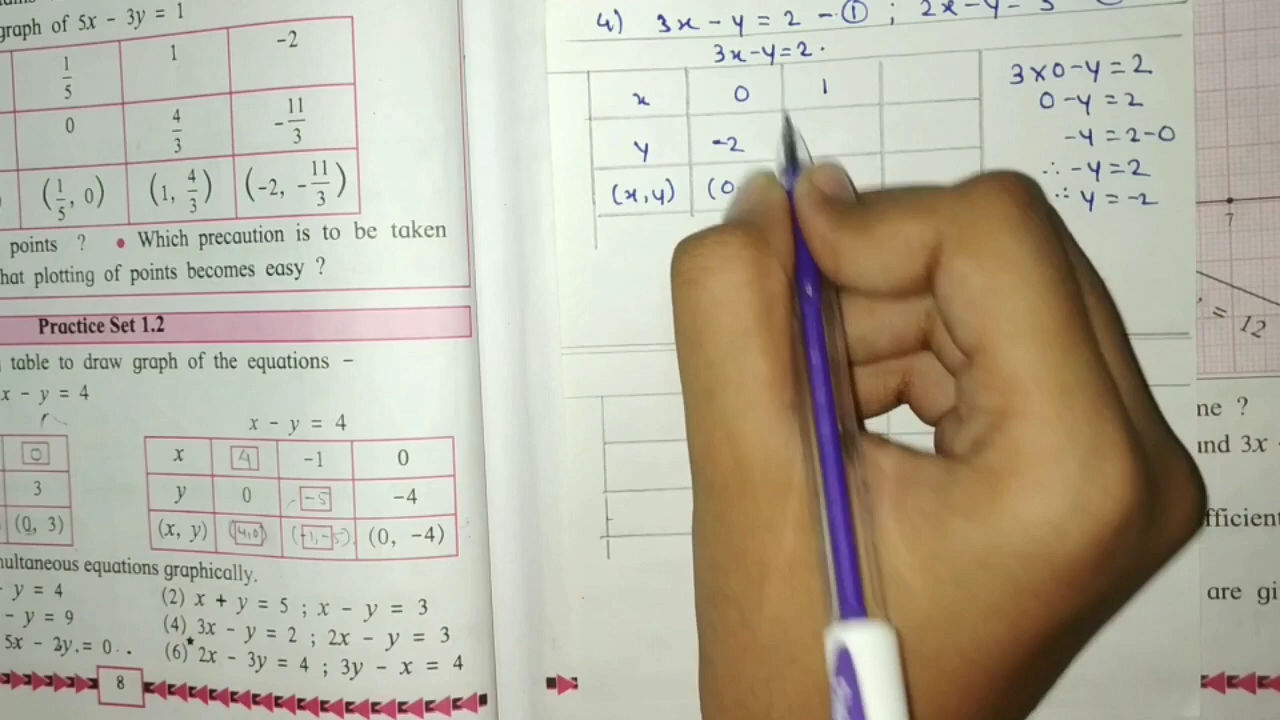 graph of 5x - 3y = 1
1/5 1 -2
0 4/3 -11/3
(1/5, 0) (1, 4/3) (-2, -11/3)
points ? • Which precaution is to be taken
hat plotting of points becomes easy ?
Practice Set 1.2
table to draw graph of the equations -
x - y = 4
x - y = 4
0
3
(0, 3)
x 4 -1 0
y 0 -5 -4
(x, y) (4,0) (-1,-5) (0, -4)
multaneous equations graphically.
y = 4 (2) x + y = 5 ; x - y = 3
- y = 9 (4) 3x - y = 2 ; 2x - y = 3
5x - 2y = 0 (6)* 2x - 3y = 4 ; 3y - x = 4
8
4) 3x - y = 2 - ① ; 2x - y = 3
3x-y=2.
x 0 1
y -2
(x,y) (0
3×0-y=2
0-y=2
-y=2-0
∴ -y=2
∴ y=-2
7
= 12
ne ?
and 3x
fficient
are gi